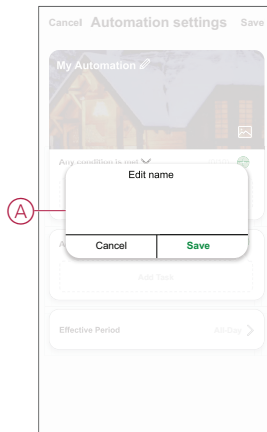 Cancel Automation settings Save
My Automation
Any condition is met
Edit name
A
Cancel Save
A
Add Task
Effective Period All Day